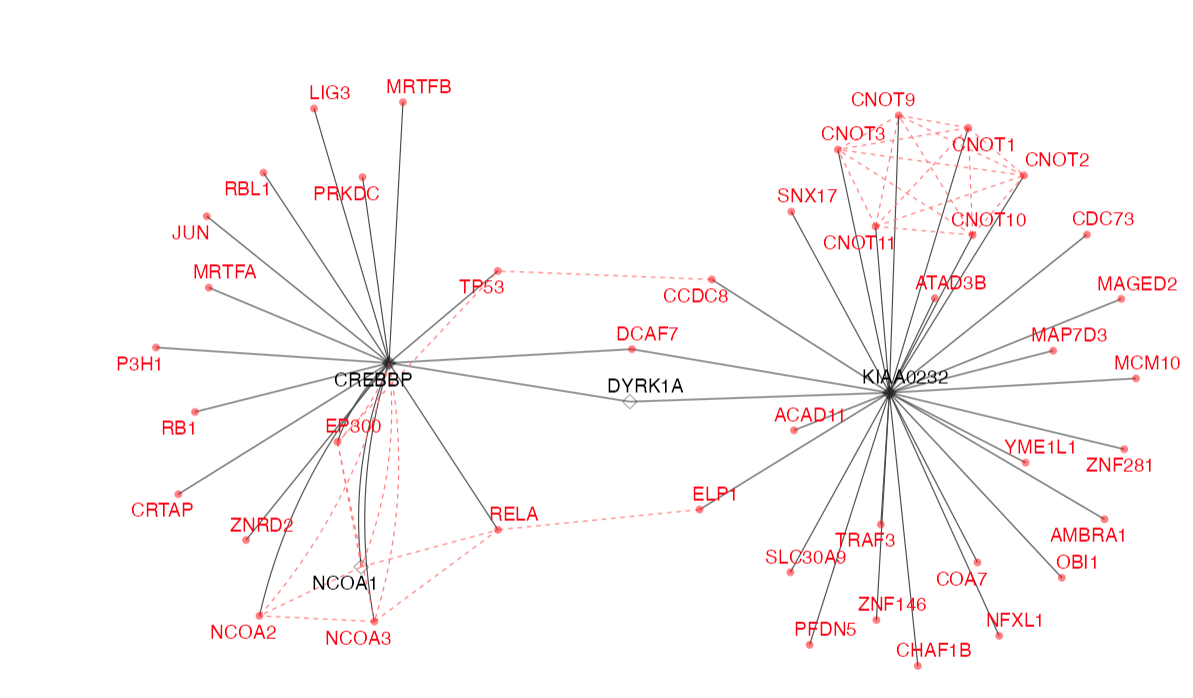 MRTFB
LIG3
CNOT9
CNOT3
CNOT1
CNOT2
RBL1
PRKDC
SNX17
CNOT10
CDC73
JUN
CNOT11
MRTFA
TP53
CCDC8
ATAD3B
MAGED2
DCAF7
MAP7D3
P3H1
MCM10
CREBBP
DYRK1A
KIAA0232
RB1
EP300
ACAD11
YME1L1
ZNF281
ELP1
CRTAP
ZNRD2
RELA
TRAF3
AMBRA1
SLC30A9
OBI1
NCOA1
COA7
ZNF146
NFXL1
NCOA2
NCOA3
PFDN5
CHAF1B